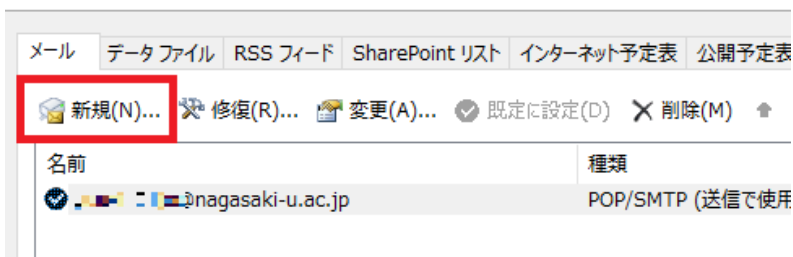 メール データ ファイル RSS フィード SharePoint リスト インターネット予定表 公開予定表
新規(N)... 修復(R)... 変更(A)... 既定に設定(D) 削除(M)
名前 種類
@nagasaki-u.ac.jp POP/SMTP (送信で使用